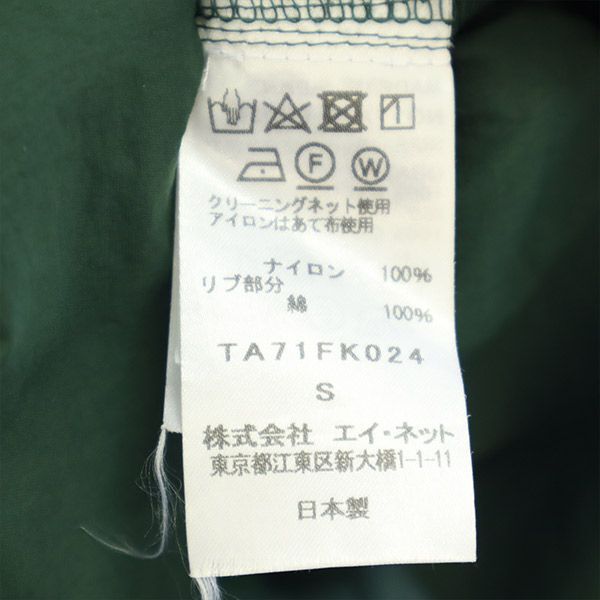 F W
クリーニングネット使用
アイロンはあて布使用
ナイロン 100%
リブ部分
綿 100%
TA71FK024
S
株式会社 エイ・ネット
東京都江東区新大橋1-1-11
日本製